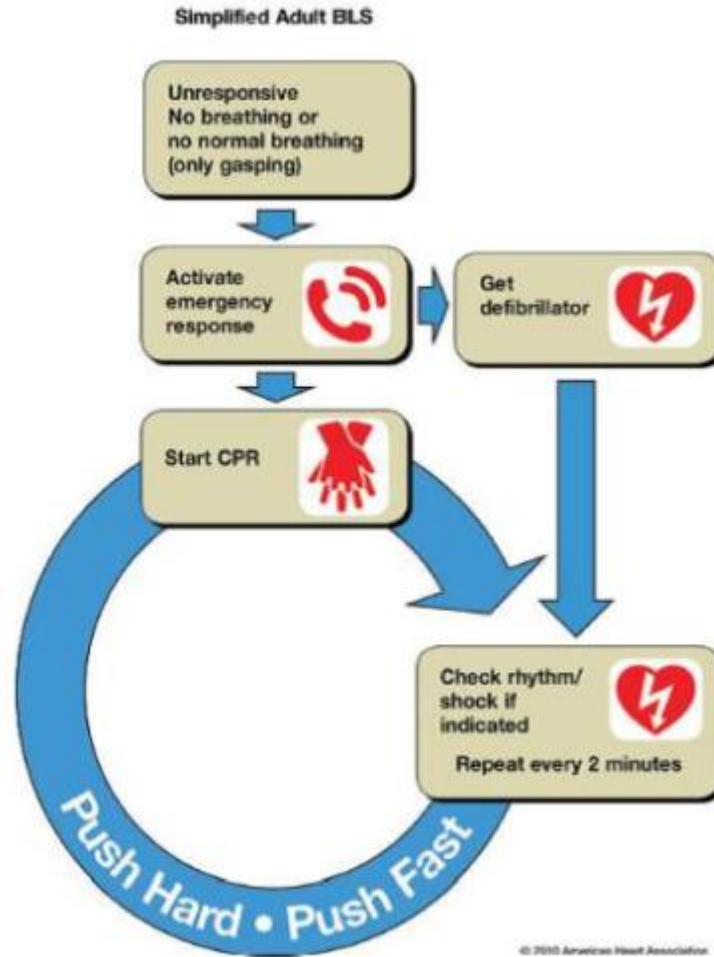 Simplified Adult BLS
Unresponsive
No breathing or
no normal breathing
(only gasping)
Activate
emergency
response
Get
defibrillator
Start CPR
Check rhythm/
shock if
indicated
Repeat every 2 minutes
Push Hard • Push Fast
© 2010 American Heart Association